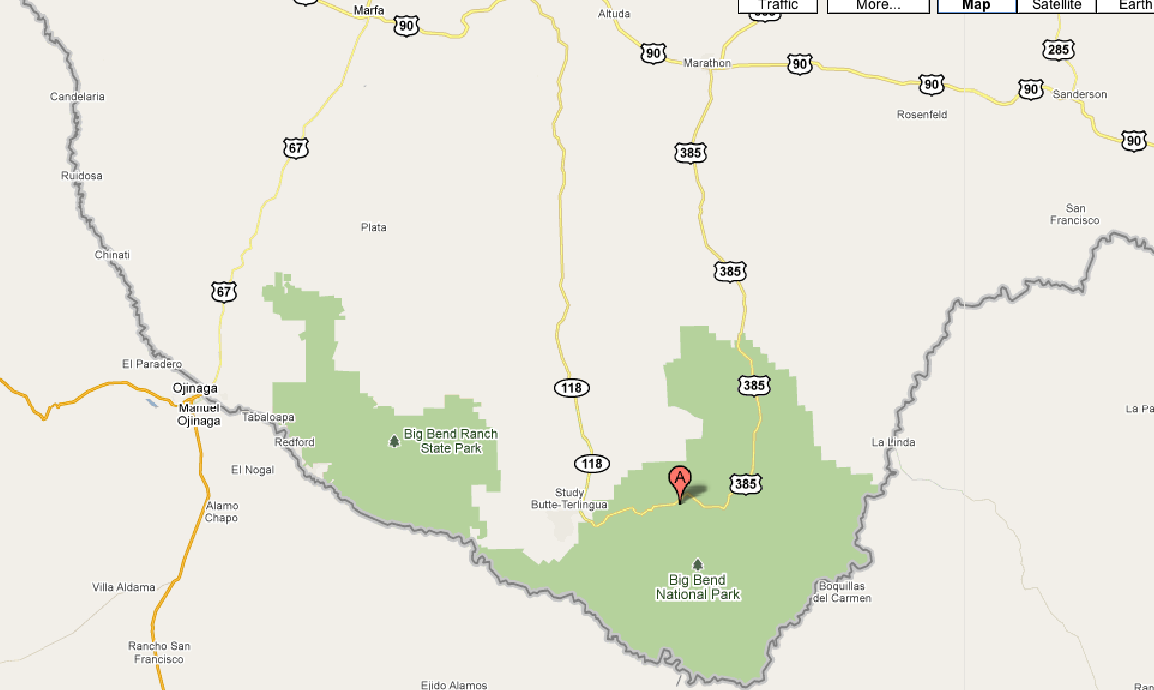 Traffic
More...
Map
Satellite
Earth
Marfa
90
Altuda
90
Marathon
90
285
90
90
Sanderson
Rosenfeld
90
Candelaria
67
385
Ruidosa
San
Francisco
Plata
Chinati
385
67
El Paradero
Ojinaga
118
385
Manuel
Ojinaga
Tabaloapa
La Pa
Redford
Big Bend Ranch
State Park
La Linda
El Nogal
118
A
385
Study
Butte-Terlingua
Alamo
Chapo
Villa Aldama
Big Bend
National Park
Boquillas
del Carmen
Rancho San
Francisco
Ejido Alamos
Ran